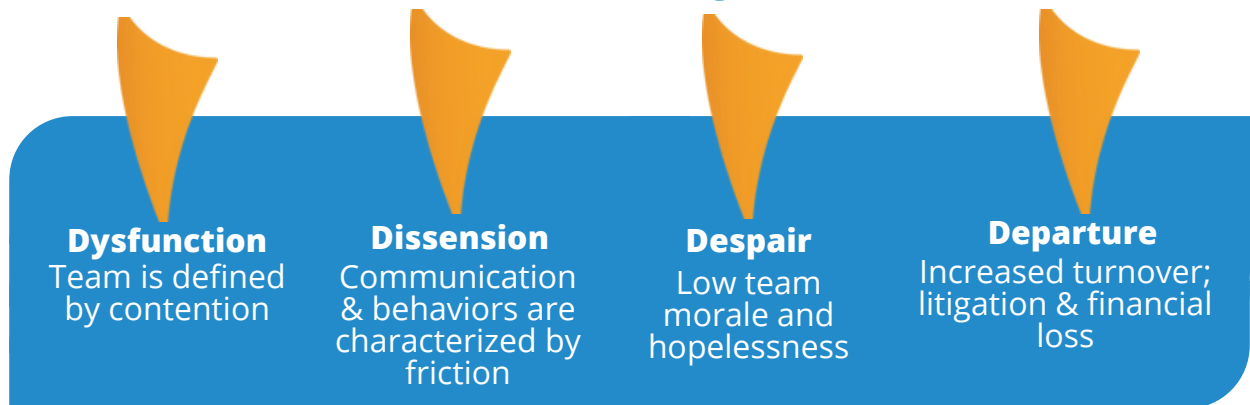 Dysfunction
Team is defined
by contention
Dissension
Communication
& behaviors are
characterized by
friction
Despair
Low team
morale and
hopelessness
Departure
Increased turnover;
litigation & financial
loss